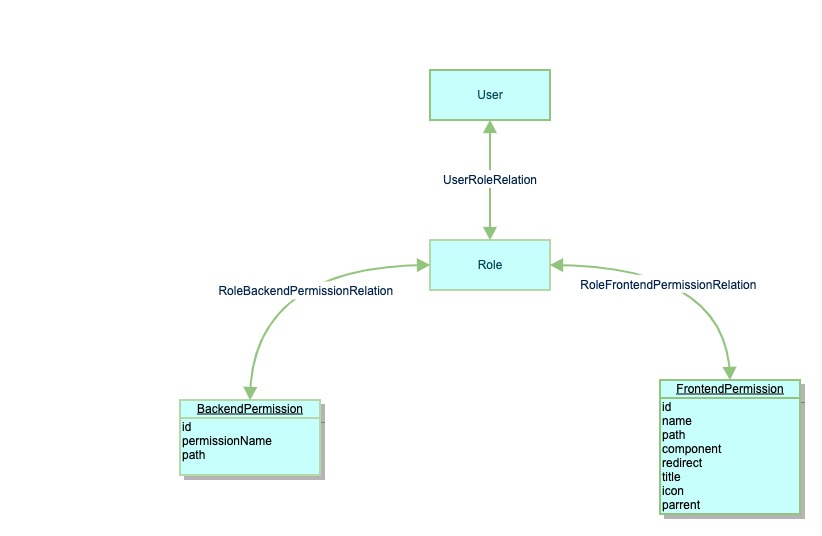 User
UserRoleRelation
Role
RoleBackendPermissionRelation
RoleFrontendPermissionRelation
BackendPermission
id
permissionName
path
FrontendPermission
id
name
path
component
redirect
title
icon
parrent